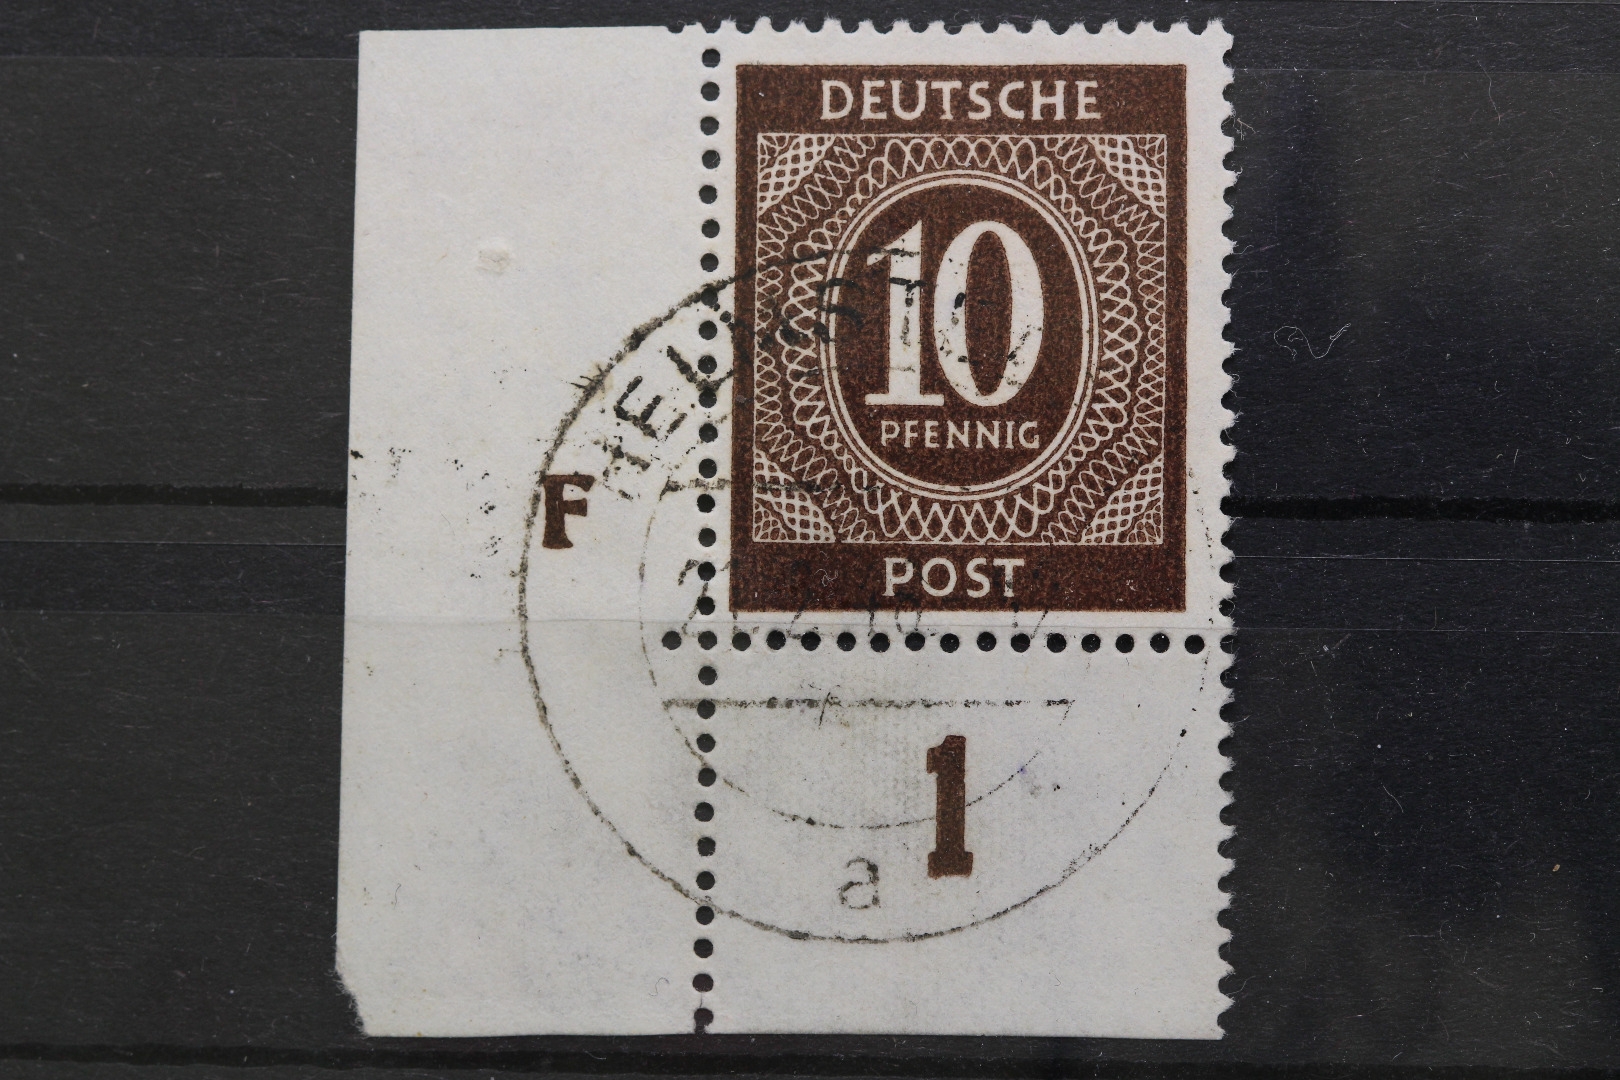 DEUTSCHE
10
PFENNIG
F
POST
1
a